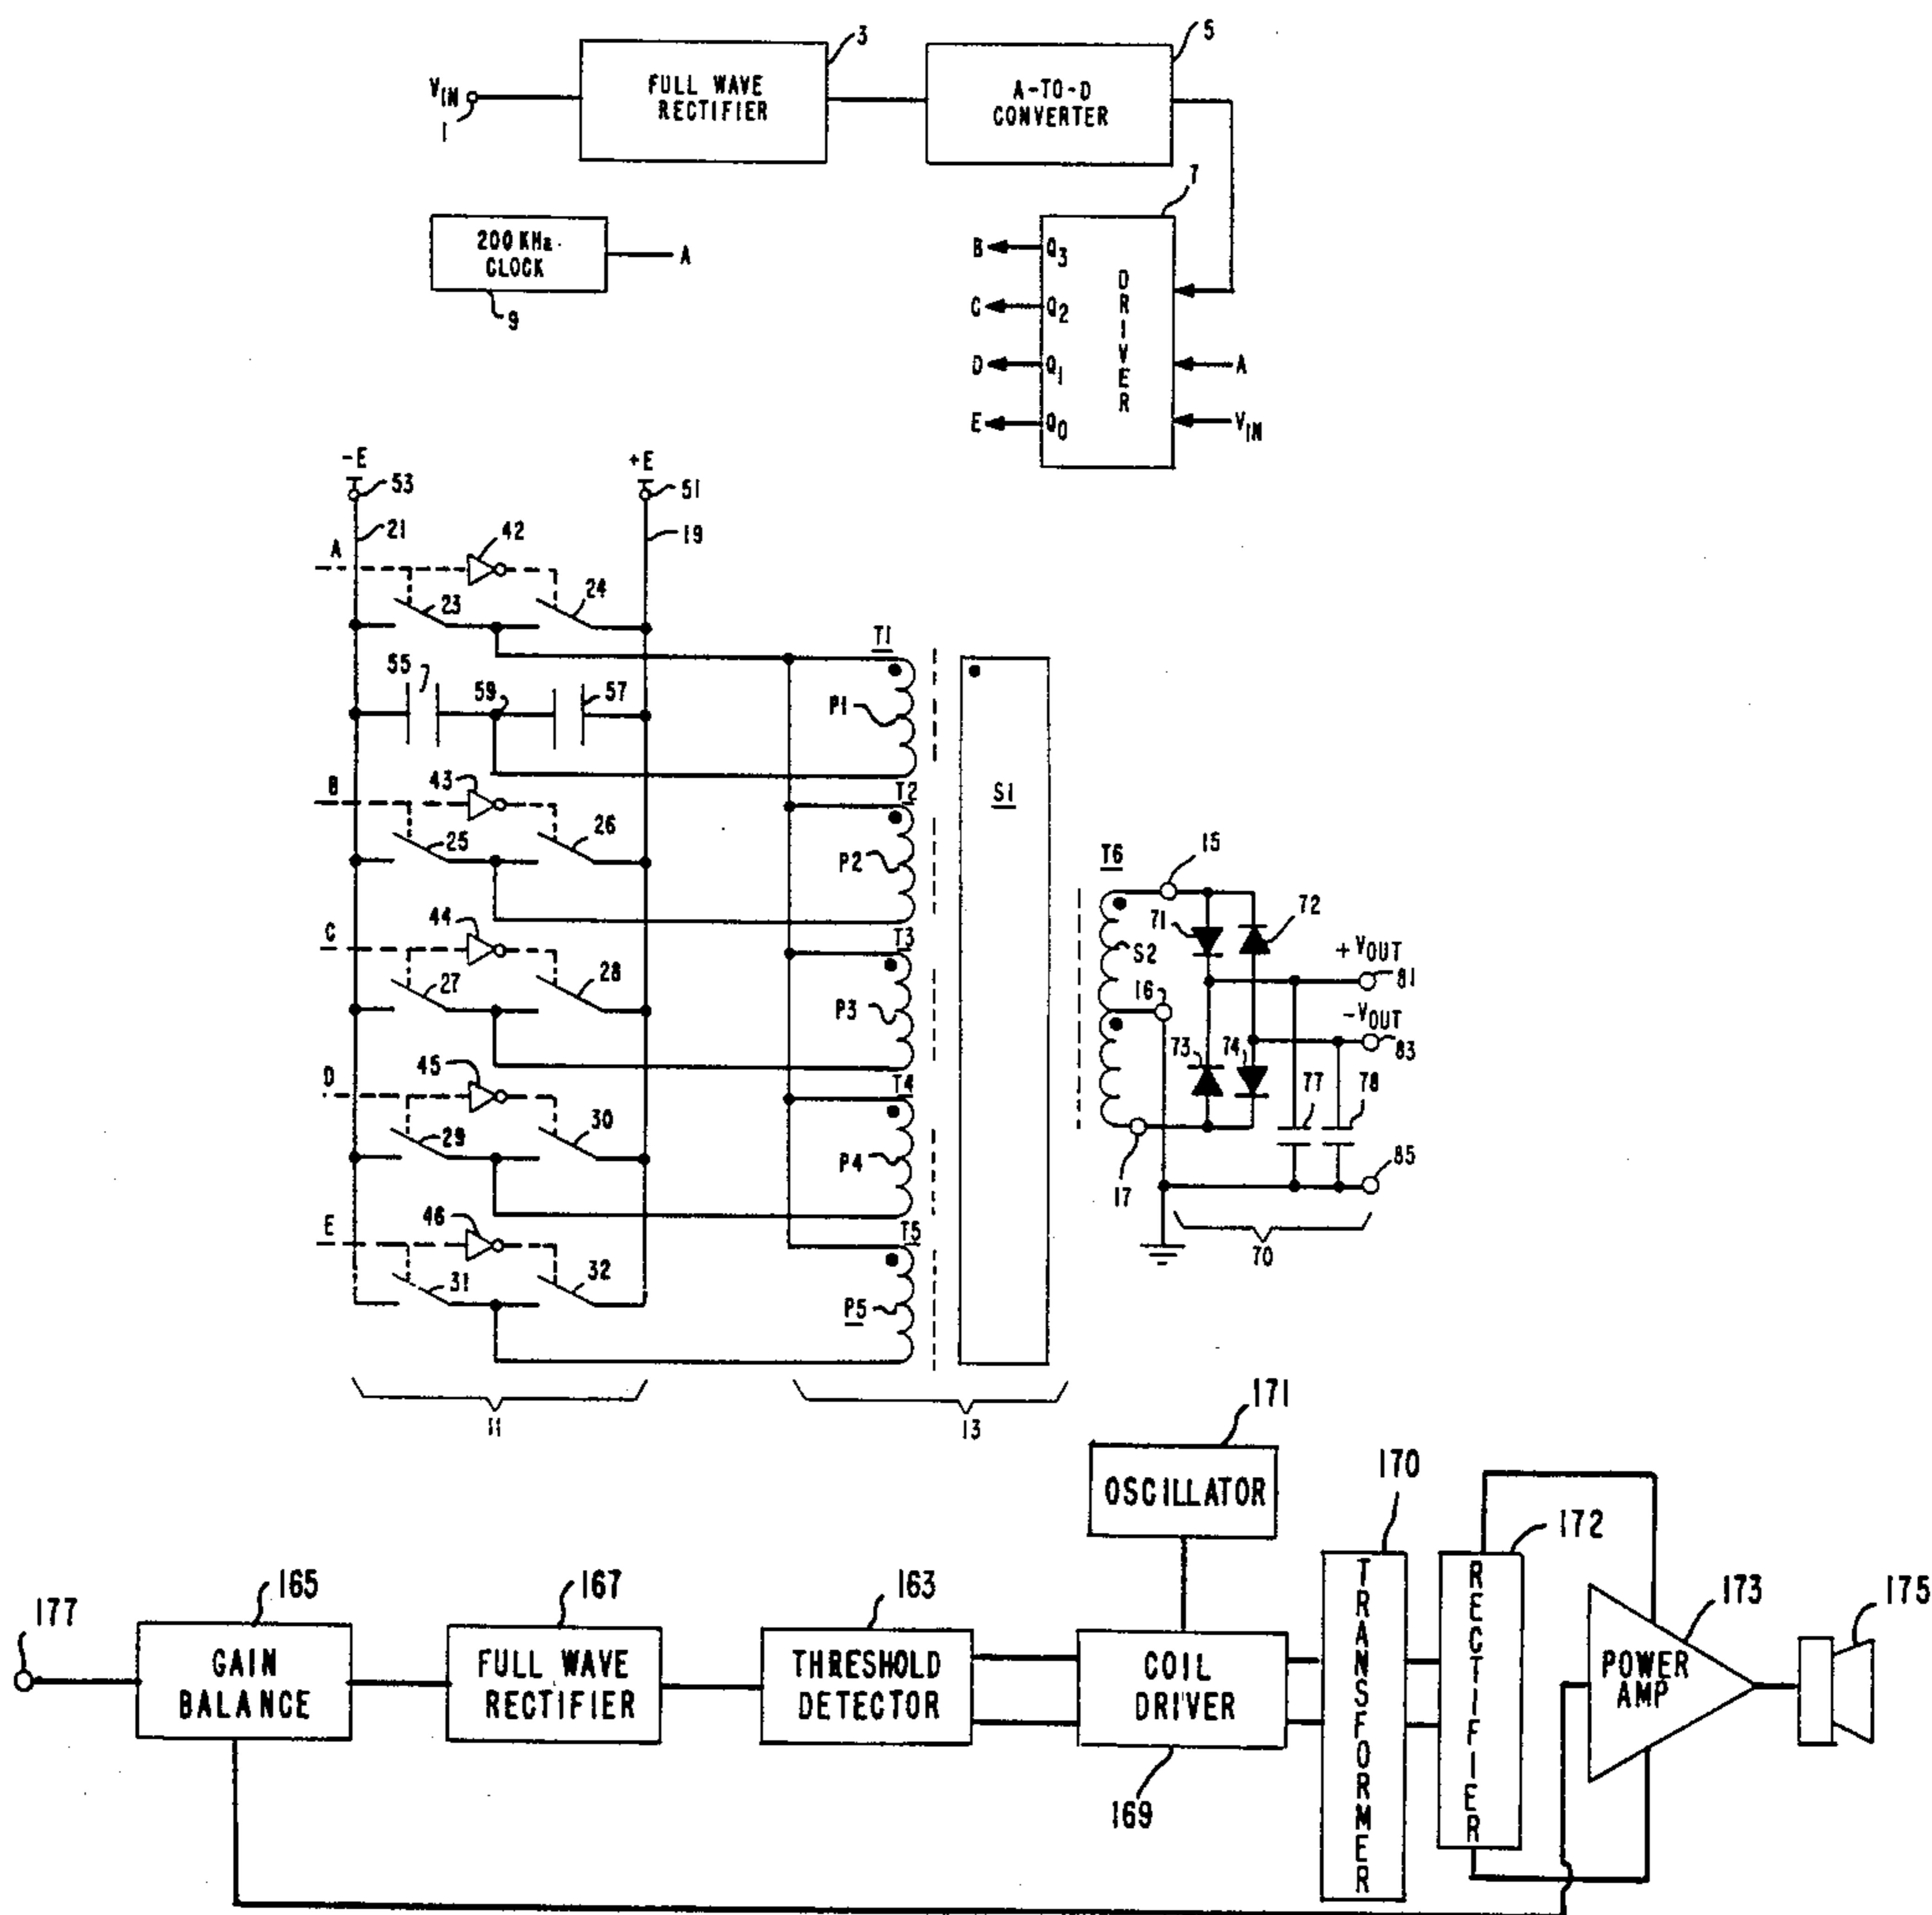 3
5
V_IN
1
FULL WAVE
RECTIFIER
A-TO-D
CONVERTER
7
200 KHz
CLOCK
A
9
B
Q3
C
Q2
D
Q1
E
Q0
DRIVER
A
V_IN
-E
+E
53
51
21
42
19
A
23
24
55
59
57
T1
P1
S1
B
43
25
26
T2
P2
T6
15
C
44
27
28
T3
P3
71
72
S2
+V_OUT
81
16
-V_OUT
83
D
45
29
30
T4
P4
73
74
77
78
17
85
E
46
31
32
T5
P5
70
11
13
171
OSCILLATOR
170
172
177
165
167
163
173
175
GAIN
BALANCE
FULL WAVE
RECTIFIER
THRESHOLD
DETECTOR
COIL
DRIVER
TRANSFORMER
RECTIFIER
POWER
AMP
169